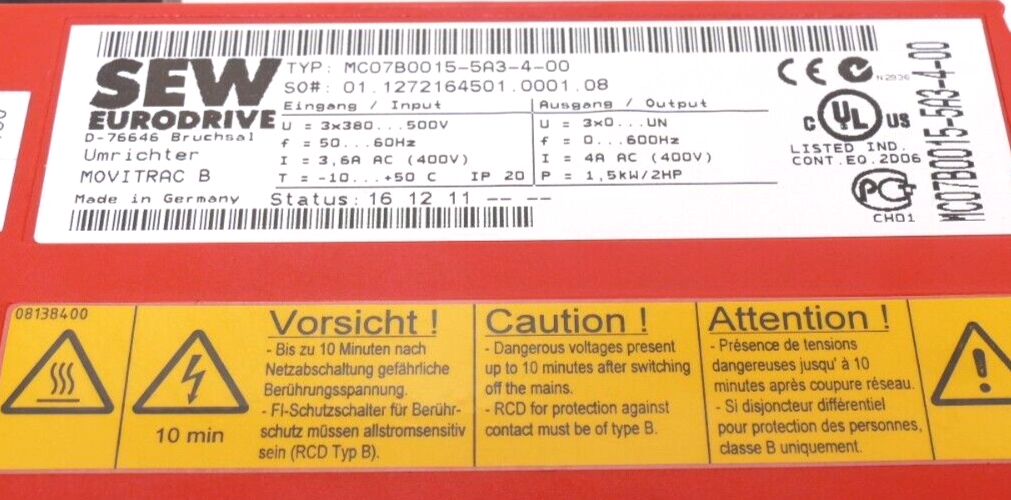 SEW
EURODRIVE
D-76646 Bruchsal
Umrichter
MOVITRAC B
Made in Germany
TYP: MC07B0015-5A3-4-00
SO#: 01.1272164501.0001.08
Eingang / Input
U = 3x380...500V
f = 50...60Hz
I = 3,6A AC (400V)
T = -10...+50 C IP 20
Status: 16 12 11 -- --
Ausgang / Output
U = 3x0...UN
f = 0...600Hz
I = 4A AC (400V)
P = 1,5kW/2HP
CE
N2936
C UL US
LISTED IND.
CONT.EQ.2D06
PCT
CH01
MC07B0015-5A3-4-00
08138400
10 min
Vorsicht !
- Bis zu 10 Minuten nach
Netzabschaltung gefährliche
Berührungsspannung.
- FI-Schutzschalter für Berühr-
schutz müssen allstromsensitiv
sein (RCD Typ B).
Caution !
- Dangerous voltages present
up to 10 minutes after switching
off the mains.
- RCD for protection against
contact must be of type B.
Attention !
- Présence de tensions
dangereuses jusqu' à 10
minutes après coupure réseau.
- Si disjoncteur différentiel
pour protection des personnes,
classe B uniquement.